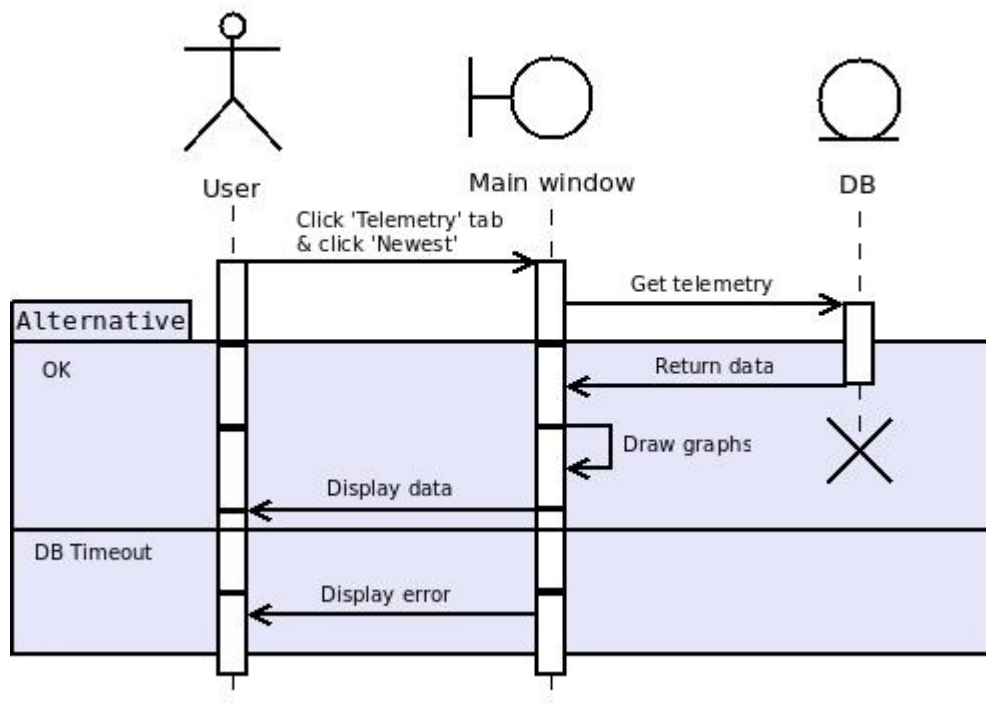 User
Main window
DB
Click 'Telemetry' tab
& click 'Newest'
Get telemetry
Alternative
OK
Return data
Draw graphs
Display data
DB Timeout
Display error